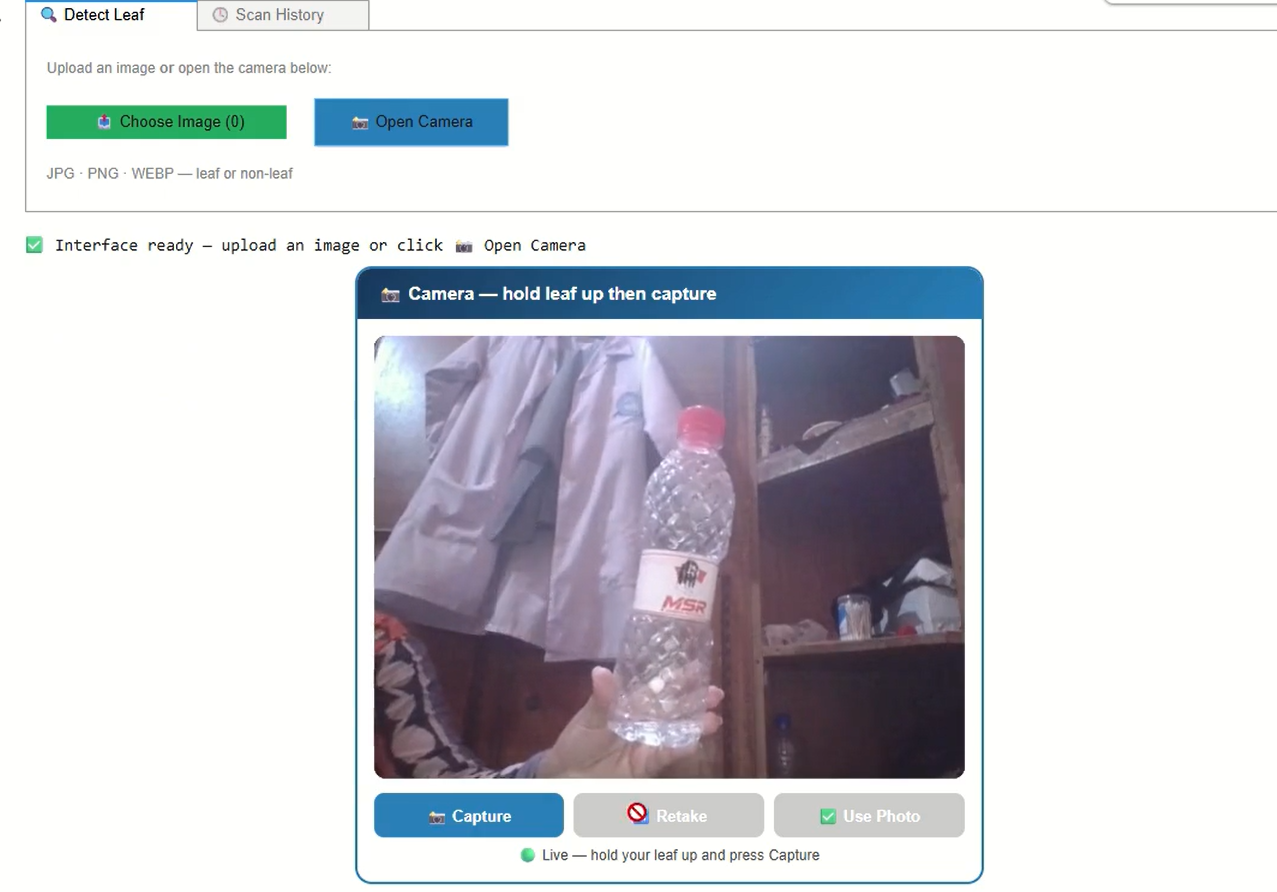 Detect Leaf
Scan History
Upload an image or open the camera below:
Choose Image (0)
Open Camera
JPG · PNG · WEBP — leaf or non-leaf
Interface ready — upload an image or click Open Camera
Camera — hold leaf up then capture
MSR
Capture
Retake
Use Photo
Live — hold your leaf up and press Capture